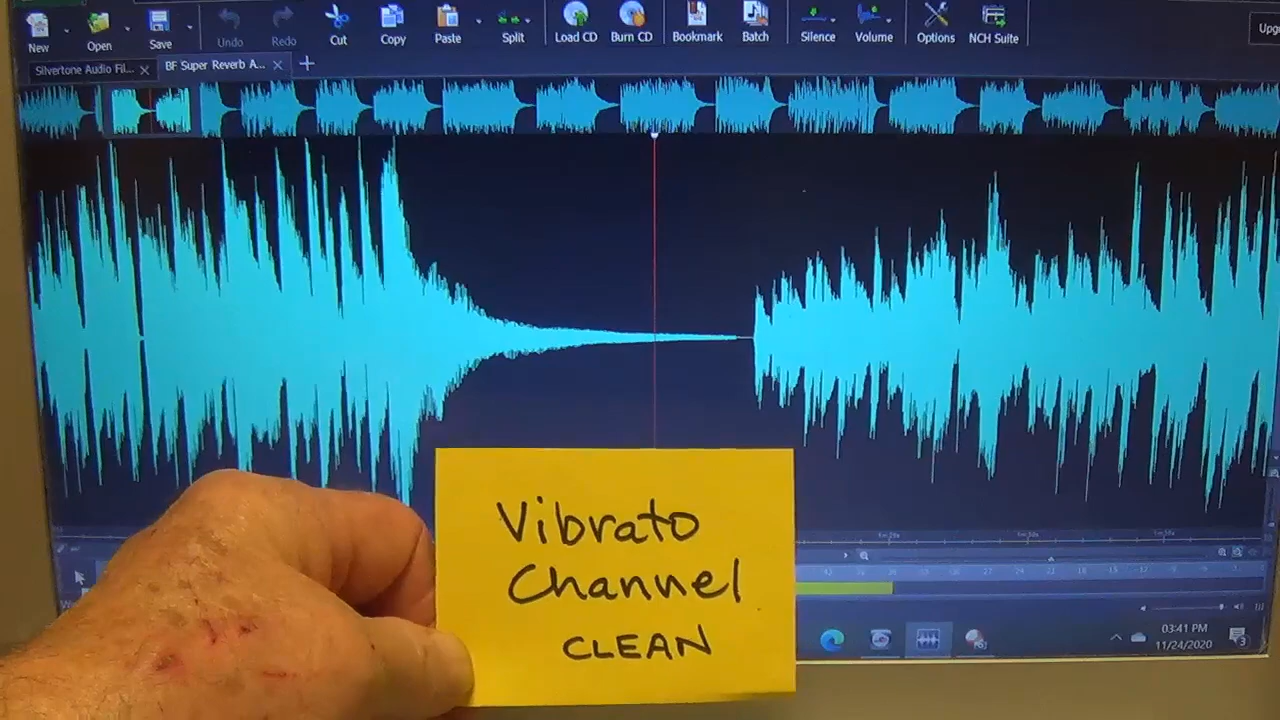 New Open Save Undo Redo Cut Copy Paste Split Load CD Burn CD Bookmark Batch Silence Volume Options NCH Suite
Silvertone Audio Fil... BF Super Reverb A...
Vibrato
Channel
CLEAN
03:41 PM
11/24/2020